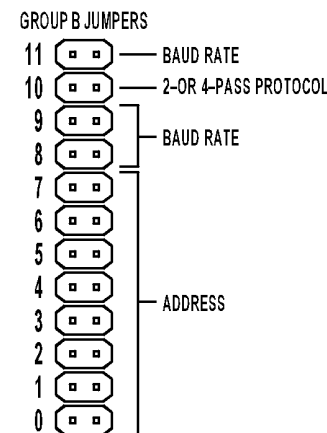 GROUP B JUMPERS
11 BAUD RATE
10 2-OR 4-PASS PROTOCOL
9
BAUD RATE
8
7
6
5
4
ADDRESS
3
2
1
0